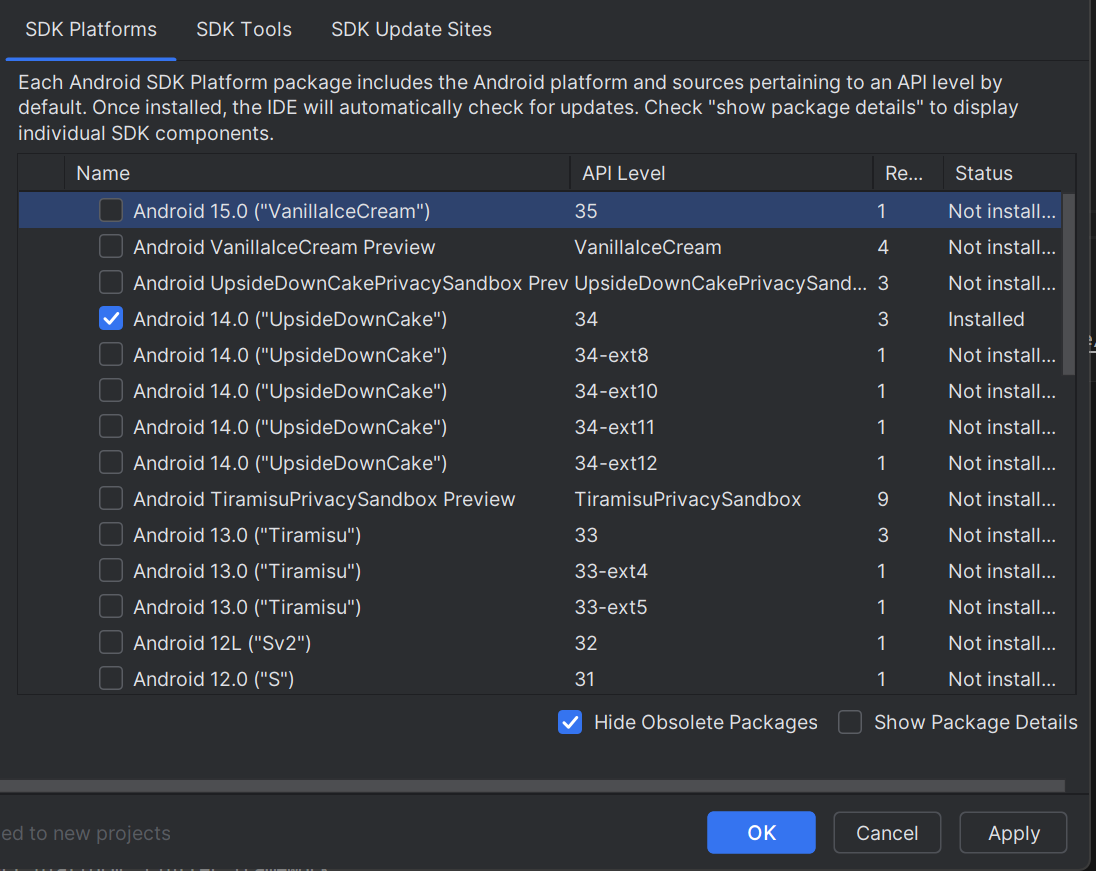 SDK Platforms SDK Tools SDK Update Sites
Each Android SDK Platform package includes the Android platform and sources pertaining to an API level by
default. Once installed, the IDE will automatically check for updates. Check "show package details" to display
individual SDK components.
Name API Level Re... Status
Android 15.0 ("VanillaIceCream") 35 1 Not install...
Android VanillaIceCream Preview VanillaIceCream 4 Not install...
Android UpsideDownCakePrivacySandbox Prev UpsideDownCakePrivacySand... 3 Not install...
Android 14.0 ("UpsideDownCake") 34 3 Installed
Android 14.0 ("UpsideDownCake") 34-ext8 1 Not install...
Android 14.0 ("UpsideDownCake") 34-ext10 1 Not install...
Android 14.0 ("UpsideDownCake") 34-ext11 1 Not install...
Android 14.0 ("UpsideDownCake") 34-ext12 1 Not install...
Android TiramisuPrivacySandbox Preview TiramisuPrivacySandbox 9 Not install...
Android 13.0 ("Tiramisu") 33 3 Not install...
Android 13.0 ("Tiramisu") 33-ext4 1 Not install...
Android 13.0 ("Tiramisu") 33-ext5 1 Not install...
Android 12L ("Sv2") 32 1 Not install...
Android 12.0 ("S") 31 1 Not install...
Hide Obsolete Packages Show Package Details
ed to new projects
OK Cancel Apply